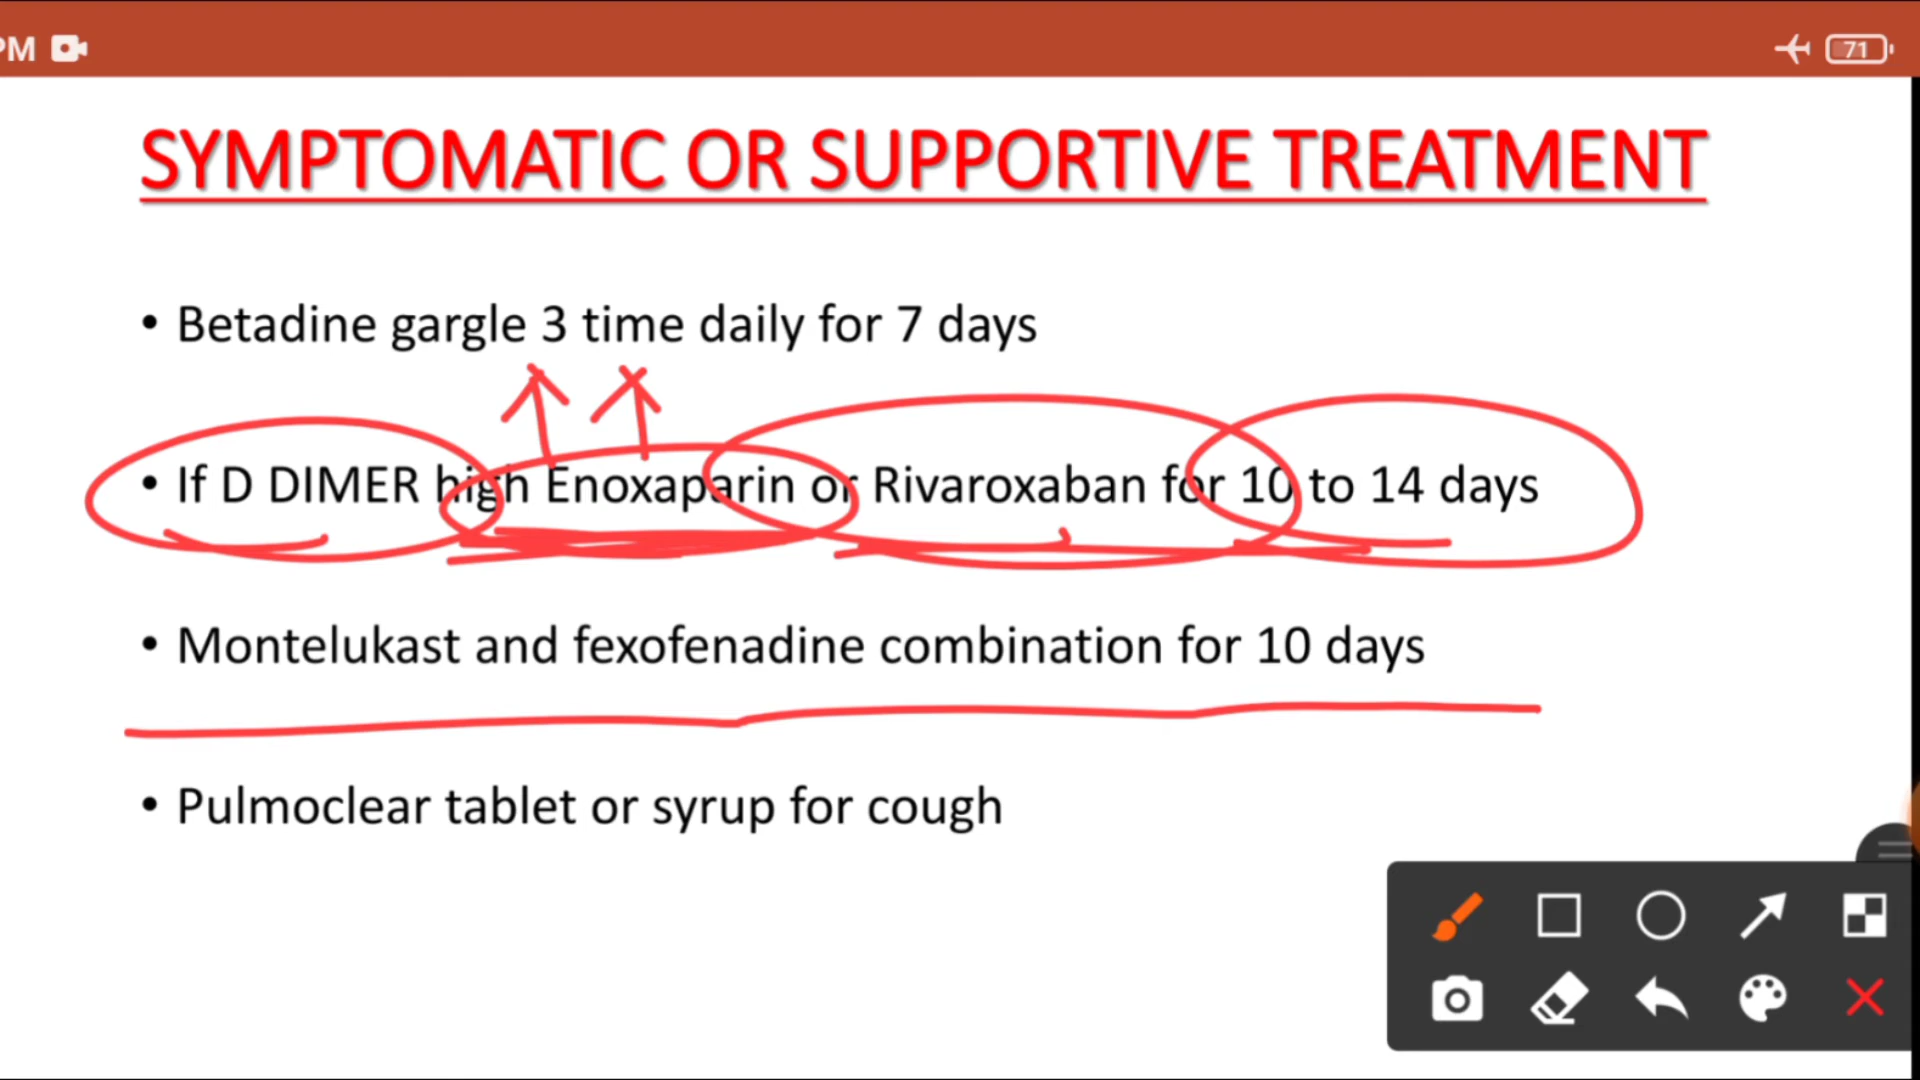 PM
71
SYMPTOMATIC OR SUPPORTIVE TREATMENT
• Betadine gargle 3 time daily for 7 days
• If D DIMER high Enoxaparin or Rivaroxaban for 10 to 14 days
• Montelukast and fexofenadine combination for 10 days
• Pulmoclear tablet or syrup for cough